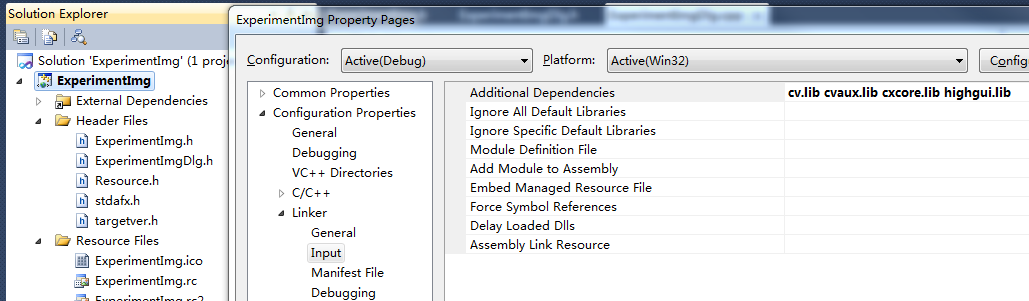 Solution Explorer
Solution 'ExperimentImg' (1 proje
ExperimentImg
External Dependencies
Header Files
ExperimentImg.h
ExperimentImgDlg.h
Resource.h
stdafx.h
targetver.h
Resource Files
ExperimentImg.ico
ExperimentImg.rc
ExperimentImg.rc2
ExperimentImg Property Pages
Configuration: Active(Debug) Platform: Active(Win32) Config
Common Properties
Configuration Properties
General
Debugging
VC++ Directories
C/C++
Linker
General
Input
Manifest File
Debugging
Additional Dependencies cv.lib cvaux.lib cxcore.lib highgui.lib
Ignore All Default Libraries
Ignore Specific Default Libraries
Module Definition File
Add Module to Assembly
Embed Managed Resource File
Force Symbol References
Delay Loaded Dlls
Assembly Link Resource